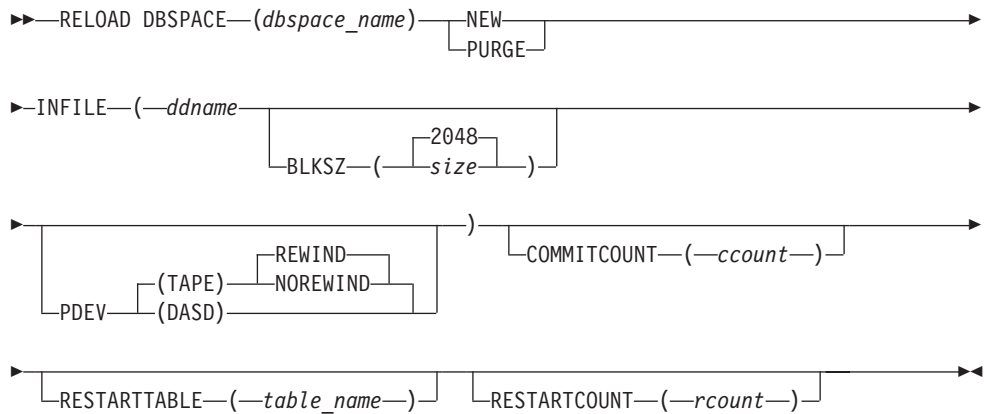 RELOAD DBSPACE (dbspace_name) NEW
PURGE
INFILE ( ddname
2048
BLKSZ ( size )
)
REWIND
COMMITCOUNT ( ccount )
(TAPE) NOREWIND
PDEV (DASD)
RESTARTTABLE ( table_name ) RESTARTCOUNT ( rcount )